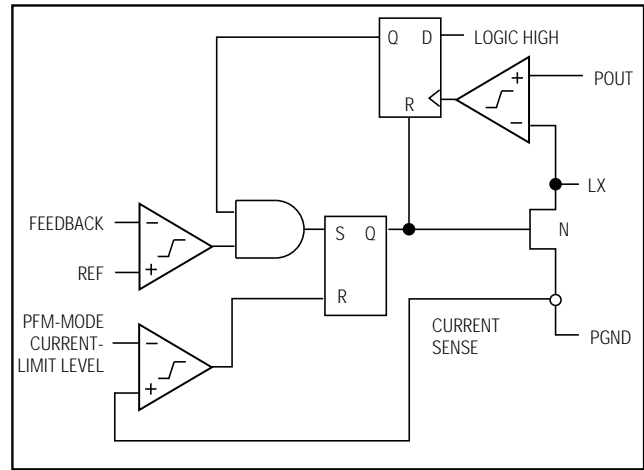 Q D
LOGIC HIGH
R
+
−
POUT
LX
N
FEEDBACK
−
REF
+
S Q
R
PFM-MODE
CURRENT-
LIMIT LEVEL
−
+
CURRENT
SENSE
PGND